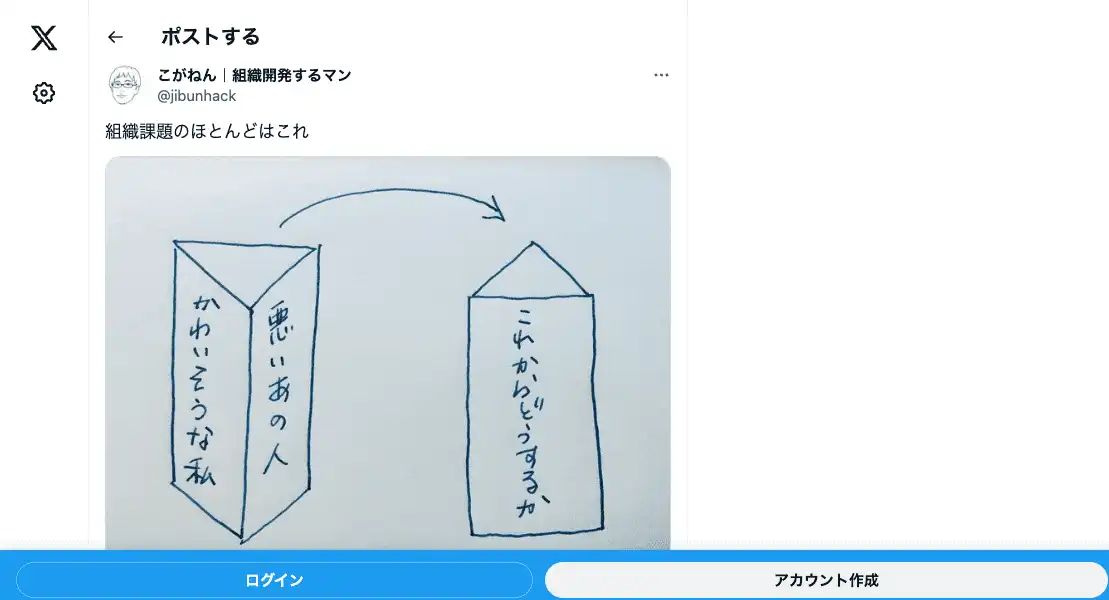 ポストする
こがねん｜組織開発するマン
@jibunhack
組織課題のほとんどはこれ
悪いあの人
かわいそうな私
これからどうするか
ログイン
アカウント作成